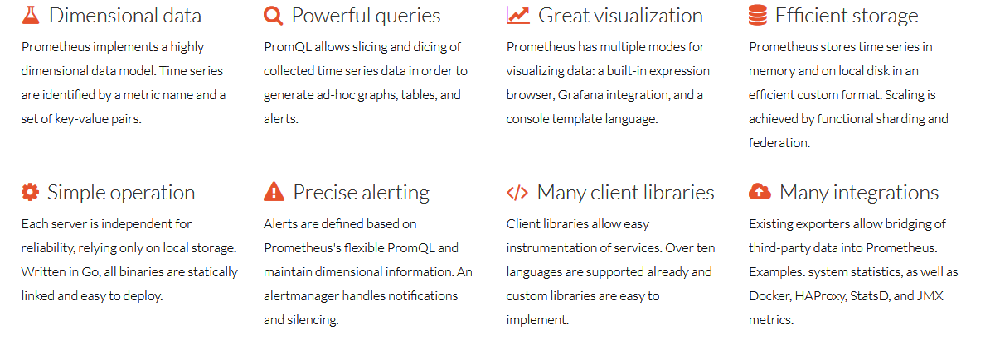 Dimensional data
Prometheus implements a highly
dimensional data model. Time series
are identified by a metric name and a
set of key-value pairs.
Powerful queries
PromQL allows slicing and dicing of
collected time series data in order to
generate ad-hoc graphs, tables, and
alerts.
Great visualization
Prometheus has multiple modes for
visualizing data: a built-in expression
browser, Grafana integration, and a
console template language.
Efficient storage
Prometheus stores time series in
memory and on local disk in an
efficient custom format. Scaling is
achieved by functional sharding and
federation.
Simple operation
Each server is independent for
reliability, relying only on local storage.
Written in Go, all binaries are statically
linked and easy to deploy.
Precise alerting
Alerts are defined based on
Prometheus's flexible PromQL and
maintain dimensional information. An
alertmanager handles notifications
and silencing.
Many client libraries
Client libraries allow easy
instrumentation of services. Over ten
languages are supported already and
custom libraries are easy to
implement.
Many integrations
Existing exporters allow bridging of
third-party data into Prometheus.
Examples: system statistics, as well as
Docker, HAProxy, StatsD, and JMX
metrics.